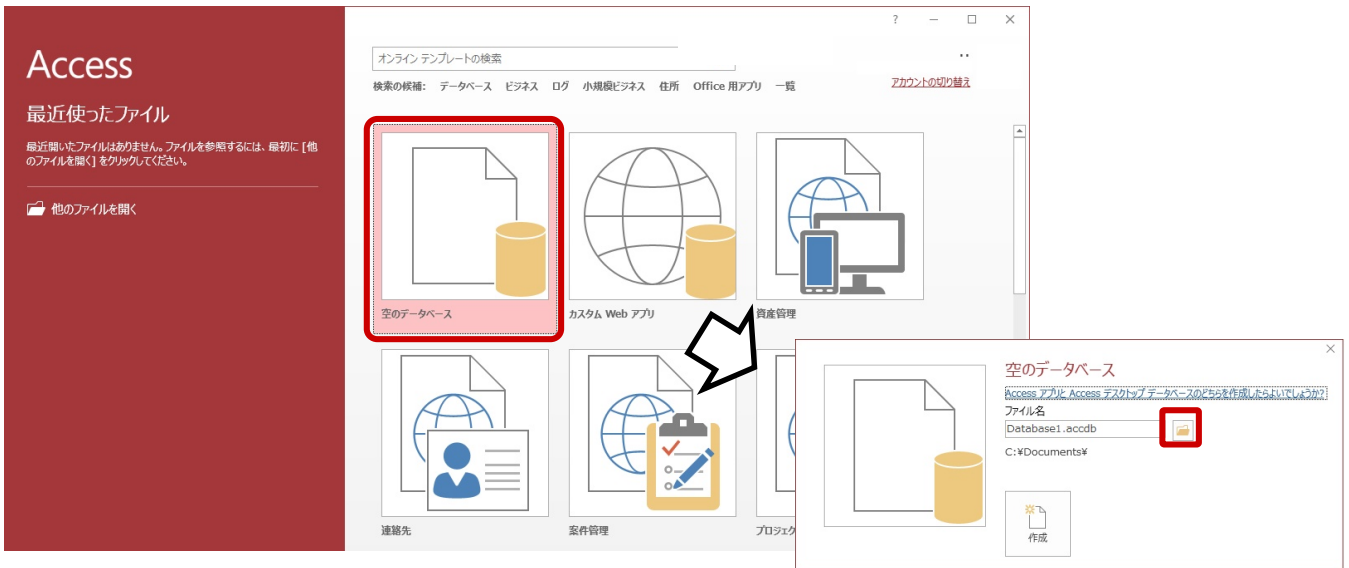 ? － □ ×
Access
オンライン テンプレートの検索
検索の候補: データベース ビジネス ログ 小規模ビジネス 住所 Office 用アプリ 一覧
アカウントの切り替え
最近使ったファイル
最近開いたファイルはありません。ファイルを参照するには、最初に [他
のファイルを開く] をクリックしてください。
他のファイルを開く
空のデータベース
カスタム Web アプリ
資産管理
連絡先
案件管理
プロジェク
空のデータベース
Access アプリと Access デスクトップ データベースのどちらを作成したらよいでしょうか?
ファイル名
Database1.accdb
C:¥Documents¥
作成